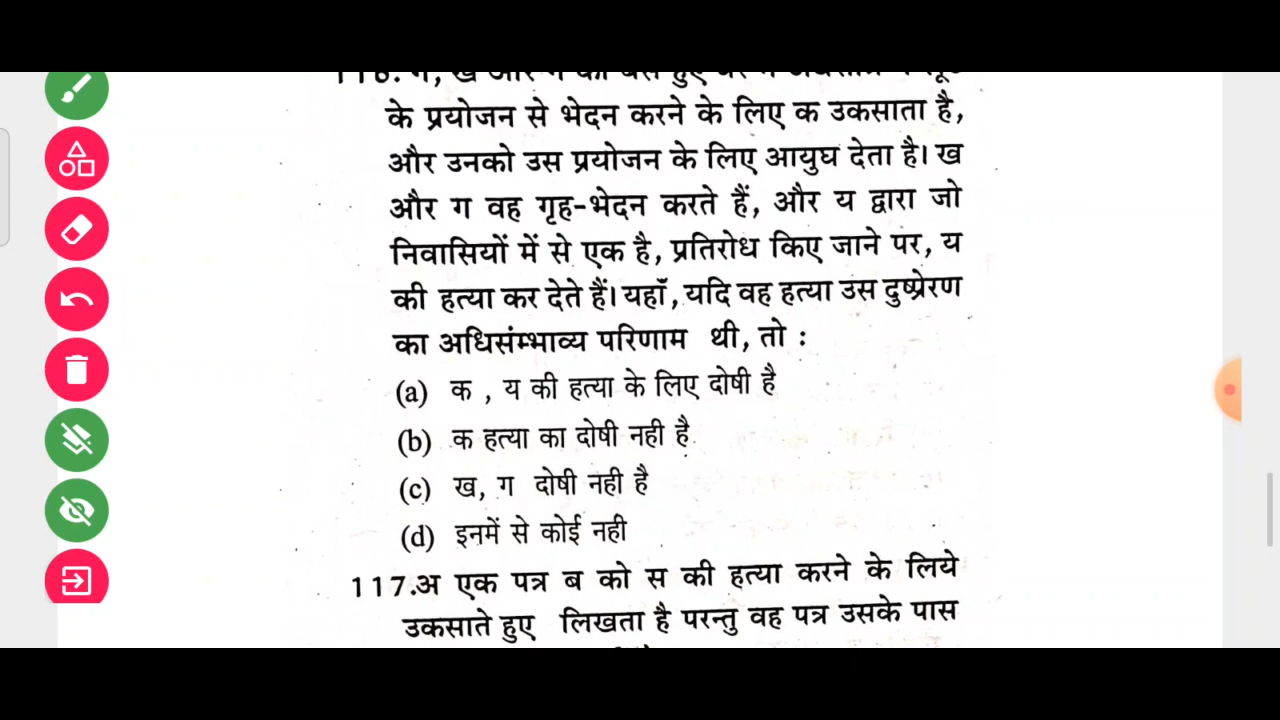 के प्रयोजन से भेदन करने के लिए क उकसाता है,
और उनको उस प्रयोजन के लिए आयुघ देता है। ख
और ग वह गृह-भेदन करते हैं, और य द्वारा जो
निवासियों में से एक है, प्रतिरोध किए जाने पर, य
की हत्या कर देते हैं। यहाँ, यदि वह हत्या उस दुष्प्रेरण
का अधिसंम्भाव्य परिणाम थी, तो :
(a) क , य की हत्या के लिए दोषी है
(b) क हत्या का दोषी नही है
(c) ख, ग दोषी नही है
(d) इनमें से कोई नही
117.अ एक पत्र ब को स की हत्या करने के लिये
उकसाते हुए लिखता है परन्तु वह पत्र उसके पास